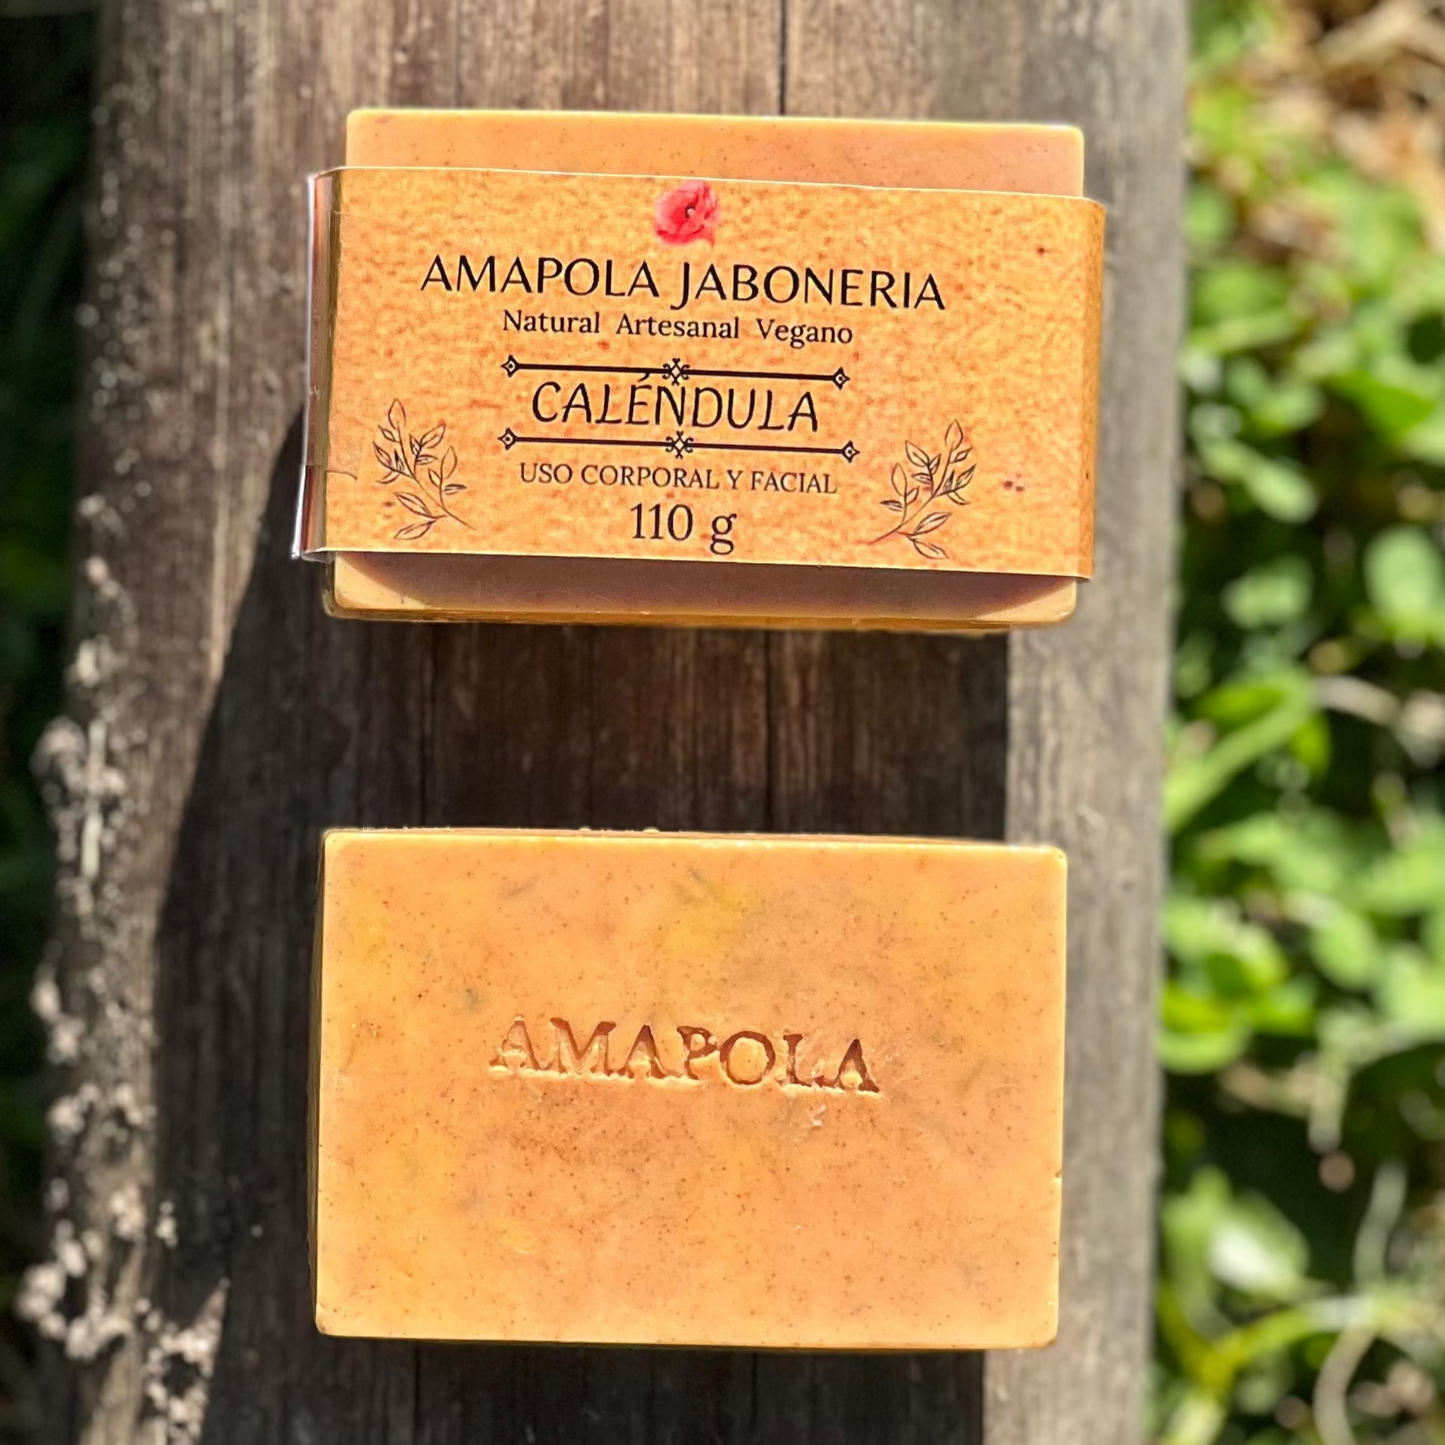 AMAPOLA JABONERIA
Natural Artesanal Vegano
CALÉNDULA
USO CORPORAL Y FACIAL
110 g
AMAPOLA